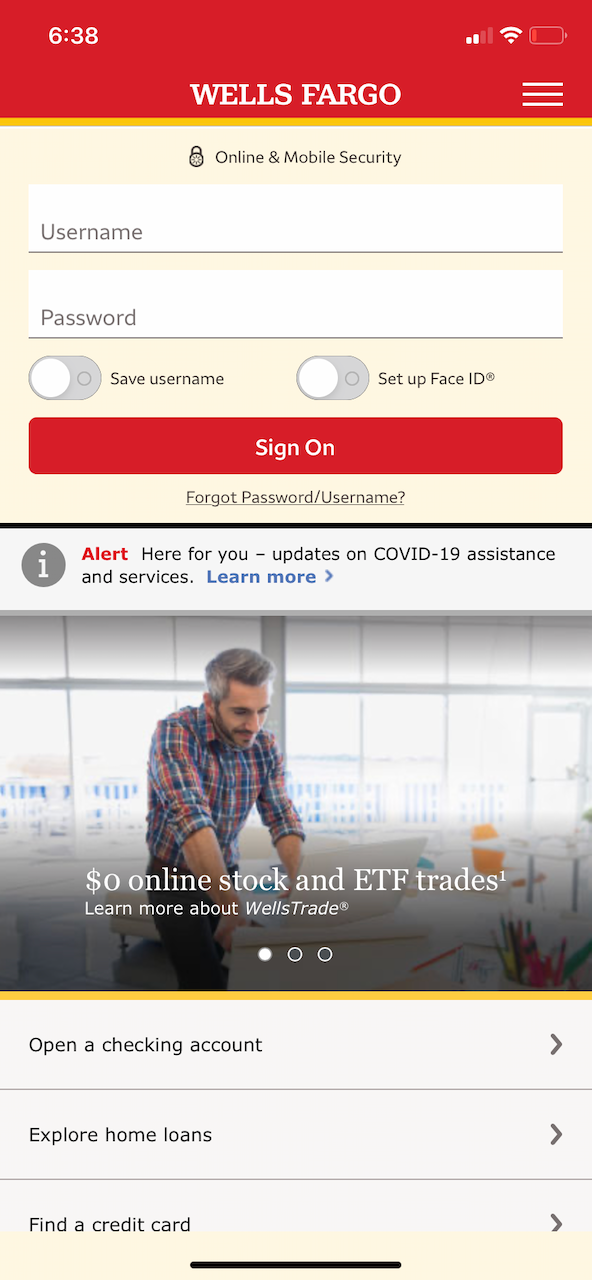 6:38
WELLS FARGO
Online & Mobile Security
Username
Password
Save username
Set up Face ID®
Sign On
Forgot Password/Username?
Alert Here for you – updates on COVID-19 assistance
and services. Learn more
$0 online stock and ETF trades¹
Learn more about WellsTrade®
Open a checking account
Explore home loans
Find a credit card